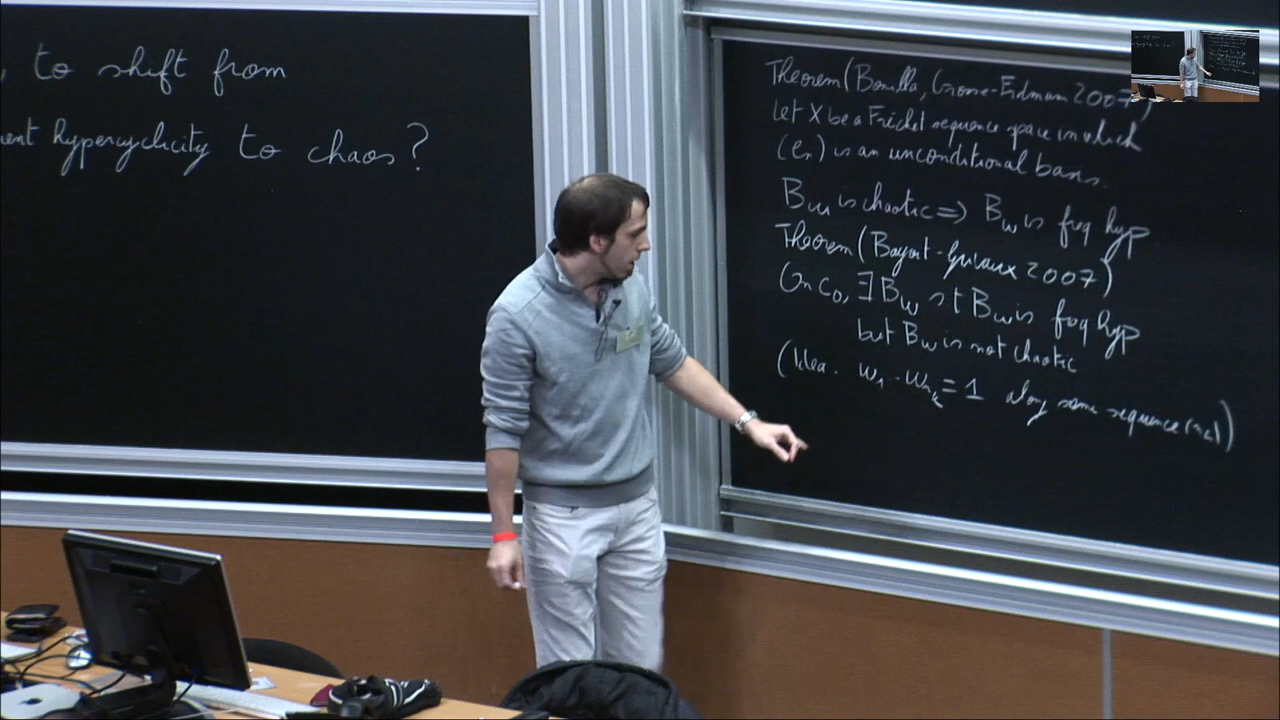 , to shift from
ent hypercyclicity to chaos?
Theorem (Bonilla, Grosse-Erdmann 2007)
Let X be a Fréchet sequence space in which
(en) is an unconditional basis.
Bw is chaotic => Bw is freq hyp
Theorem (Bayart-Grivaux 2007)
On c0, ∃ Bw st Bw is freq hyp
but Bw is not chaotic
(Idea. w1 - wnk = 1 along some sequence (nk))